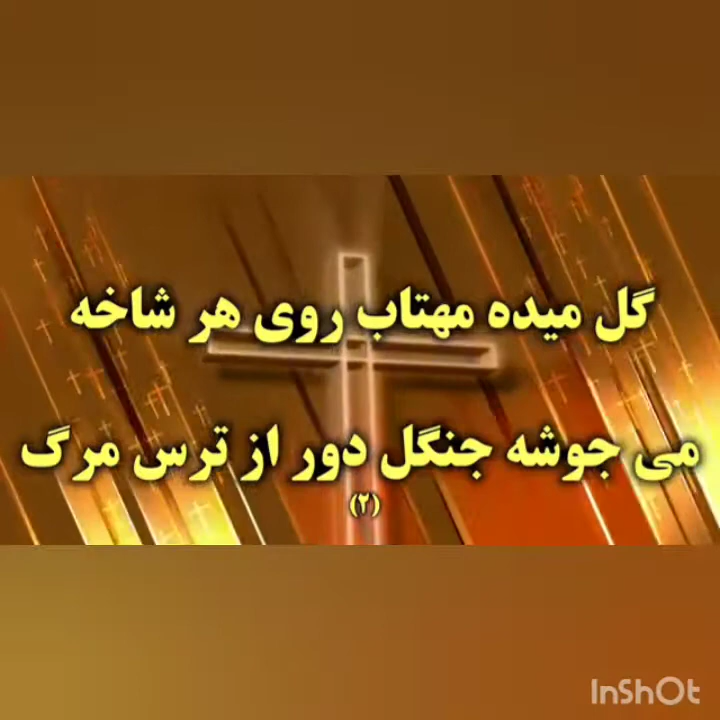 گل میده مهتاب روی هر شاخه
می جوشه جنگل دور از ترس مرگ
(۲)
InShOt